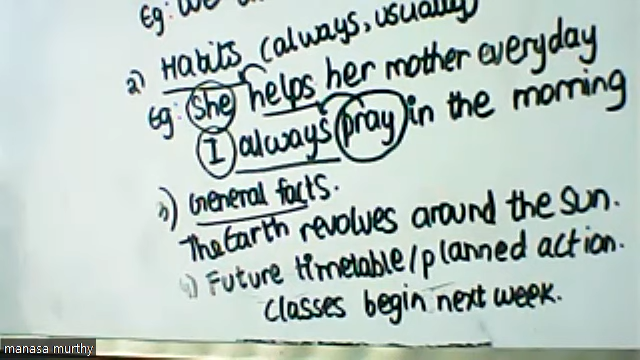 Eg: We
2) Habits (always, usually
Eg: She helps her mother everyday
I always pray in the morning
3) General facts.
The Earth revolves around the Sun.
4) Future timetable/planned action.
Classes begin next week.
manasa murthy